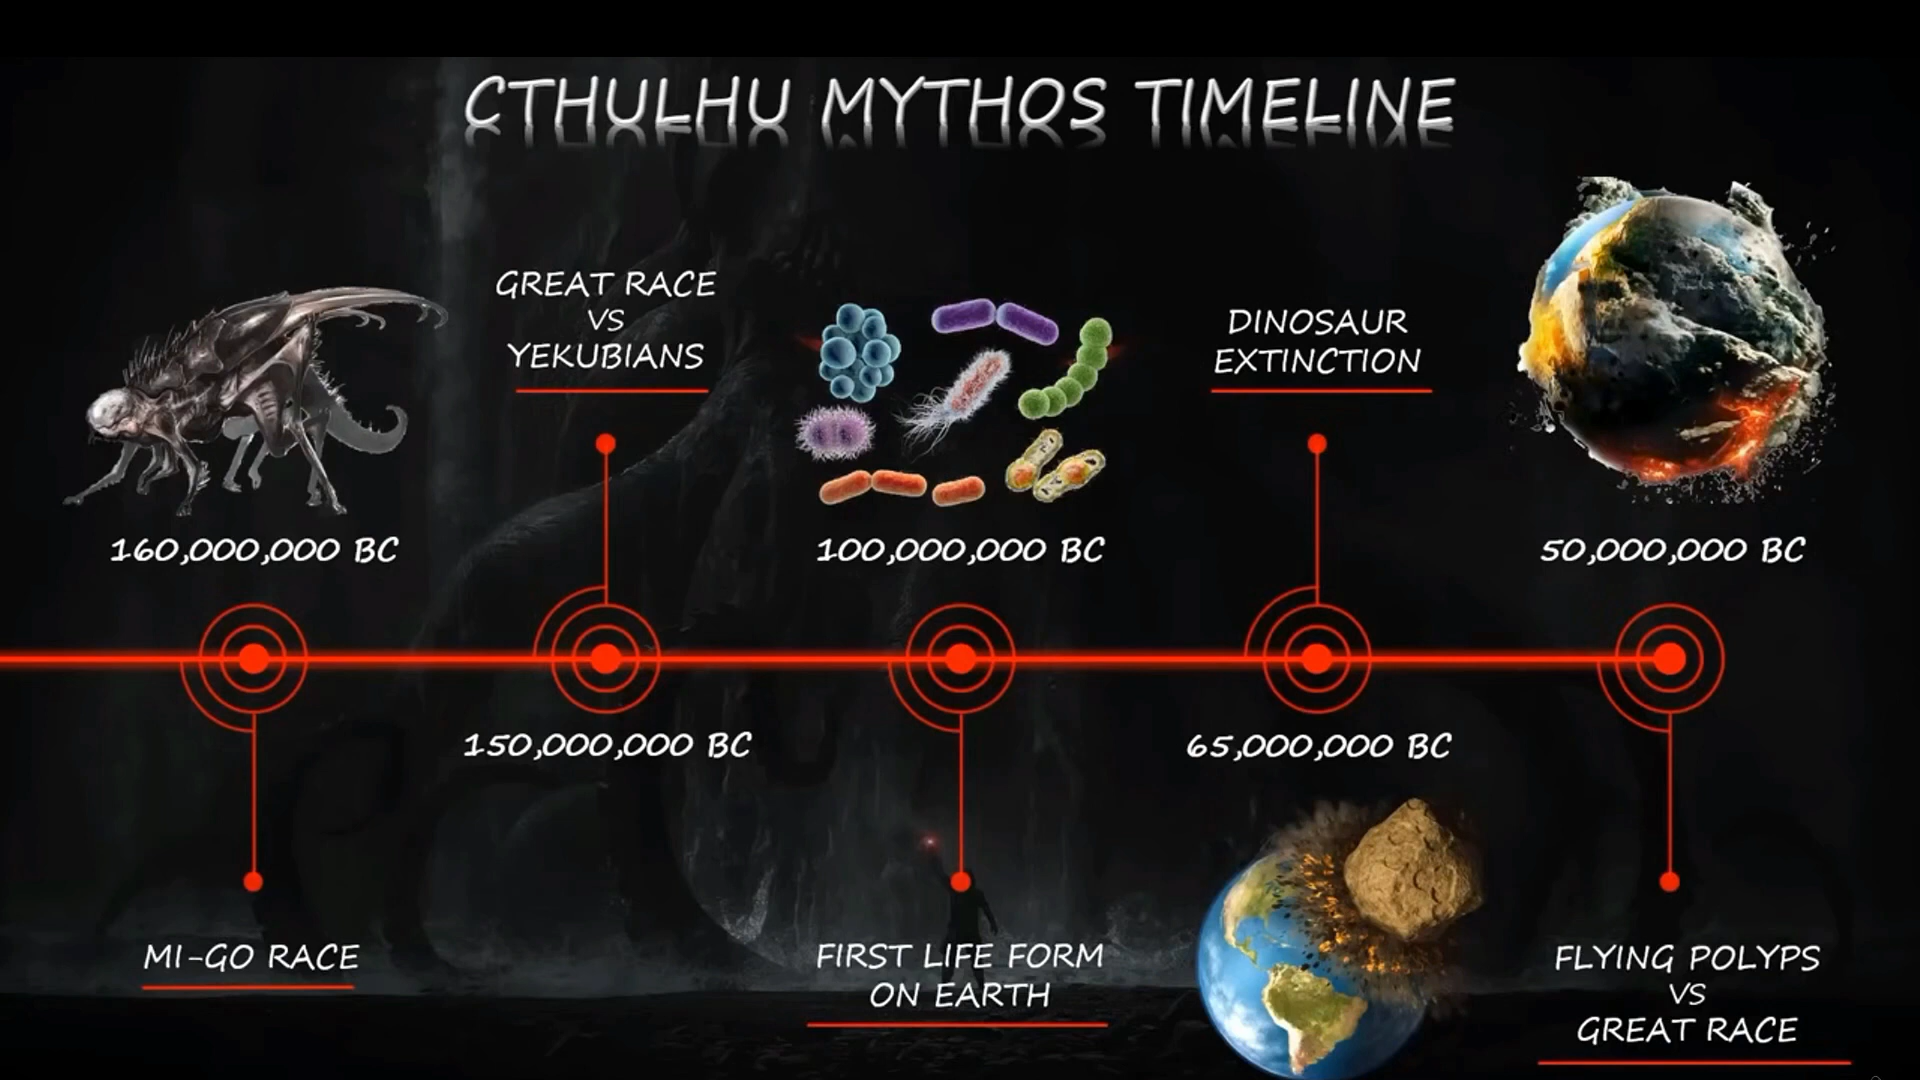 CTHULHU MYTHOS TIMELINE
GREAT RACE
VS
YEKUBIANS
DINOSAUR
EXTINCTION
160,000,000 BC
100,000,000 BC
50,000,000 BC
150,000,000 BC
65,000,000 BC
MI-GO RACE
FIRST LIFE FORM
ON EARTH
FLYING POLYPS
VS
GREAT RACE